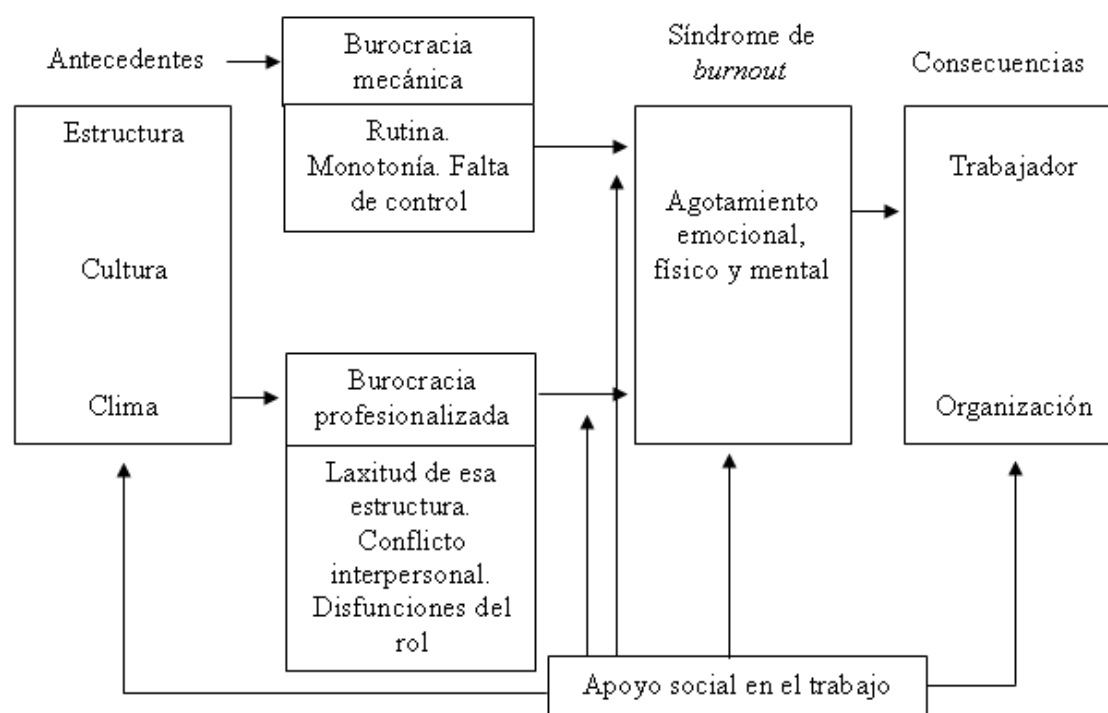 Antecedentes
Estructura
Cultura
Clima
Burocracia
mecánica
Rutina.
Monotonía. Falta
de control
Burocracia
profesionalizada
Laxitud de esa
estructura.
Conflicto
interpersonal.
Disfunciones del
rol
Síndrome de
burnout
Agotamiento
emocional,
físico y mental
Consecuencias
Trabajador
Organización
Apoyo social en el trabajo